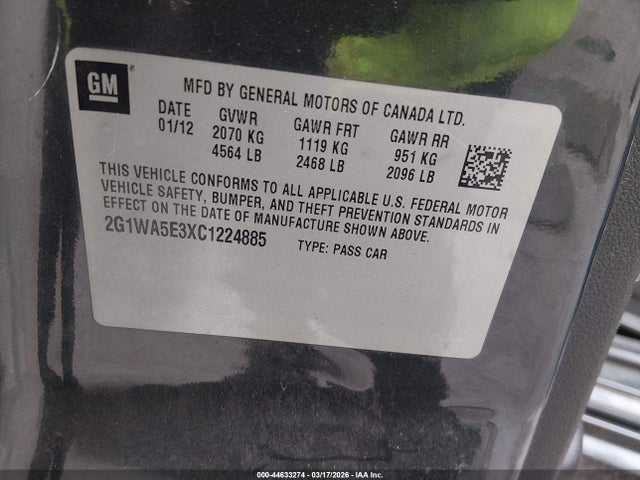 GM
MFD BY GENERAL MOTORS OF CANADA LTD.
DATE GVWR GAWR FRT GAWR RR
01/12 2070 KG 1119 KG 951 KG
4564 LB 2468 LB 2096 LB
THIS VEHICLE CONFORMS TO ALL APPLICABLE U.S. FEDERAL MOTOR
VEHICLE SAFETY, BUMPER, AND THEFT PREVENTION STANDARDS IN
EFFECT ON THE DATE OF MANUFACTURE SHOWN ABOVE.
2G1WA5E3XC1224885 TYPE: PASS CAR
000-44633274 - 03/17/2026 - IAA